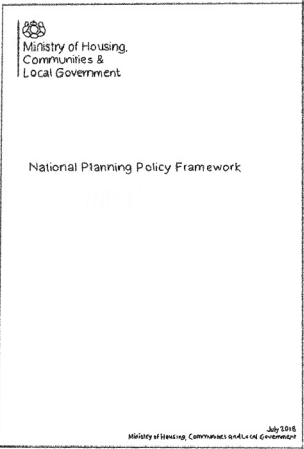 Ministry of Housing,
Communities &
Local Government
National Planning Policy Framework
July 2018
Ministry of Housing, Communities and Local Government